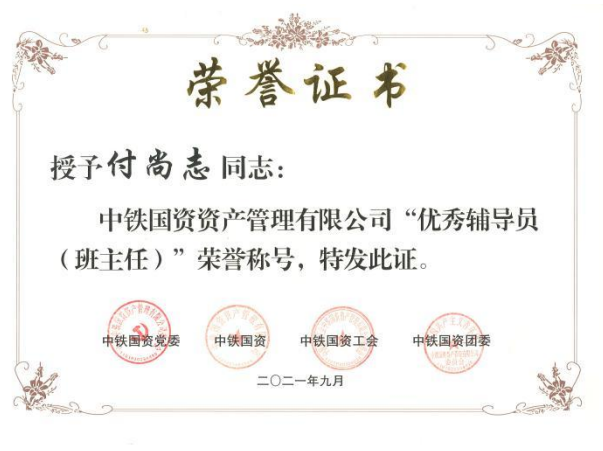 荣誉证书
授予付尚志同志：
中铁国资资产管理有限公司“优秀辅导员
（班主任）”荣誉称号，特发此证。
中铁国资党委 中铁国资 中铁国资工会 中铁国资团委
二〇二一年九月